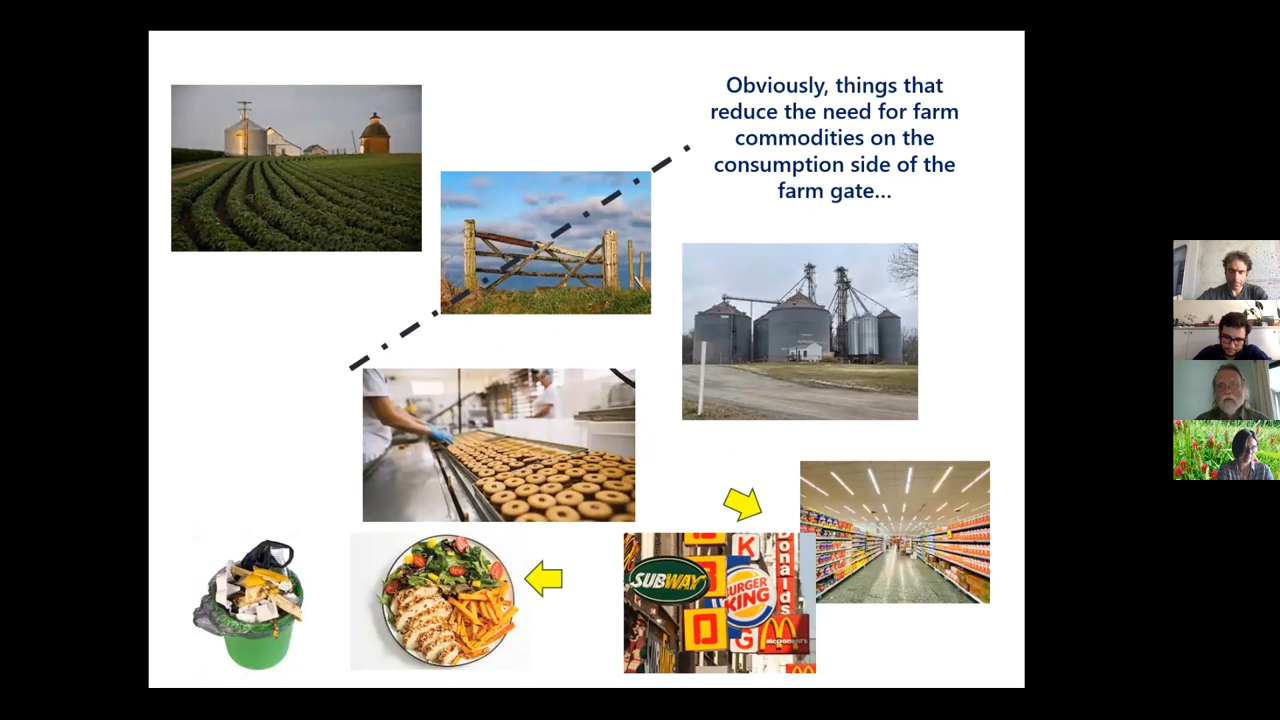 Obviously, things that
reduce the need for farm
commodities on the
consumption side of the
farm gate...
SUBWAY
BURGER
KING
K
G
McDonald's